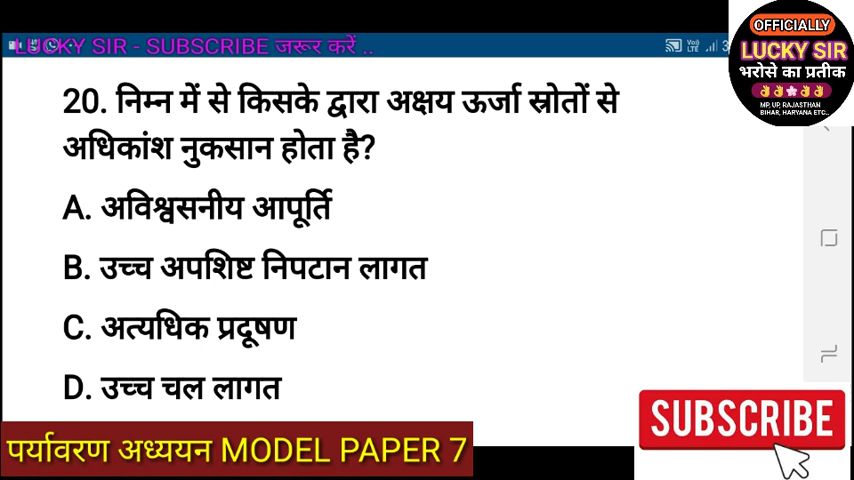 LUCKY SIR - SUBSCRIBE जरूर करें ..
OFFICIALLY
LUCKY SIR
भरोसे का प्रतीक
MP, UP, RAJASTHAN
BIHAR, HARYANA ETC..
20. निम्न में से किसके द्वारा अक्षय ऊर्जा स्रोतों से
अधिकांश नुकसान होता है?
A. अविश्वसनीय आपूर्ति
B. उच्च अपशिष्ट निपटान लागत
C. अत्यधिक प्रदूषण
D. उच्च चल लागत
SUBSCRIBE
पर्यावरण अध्ययन MODEL PAPER 7